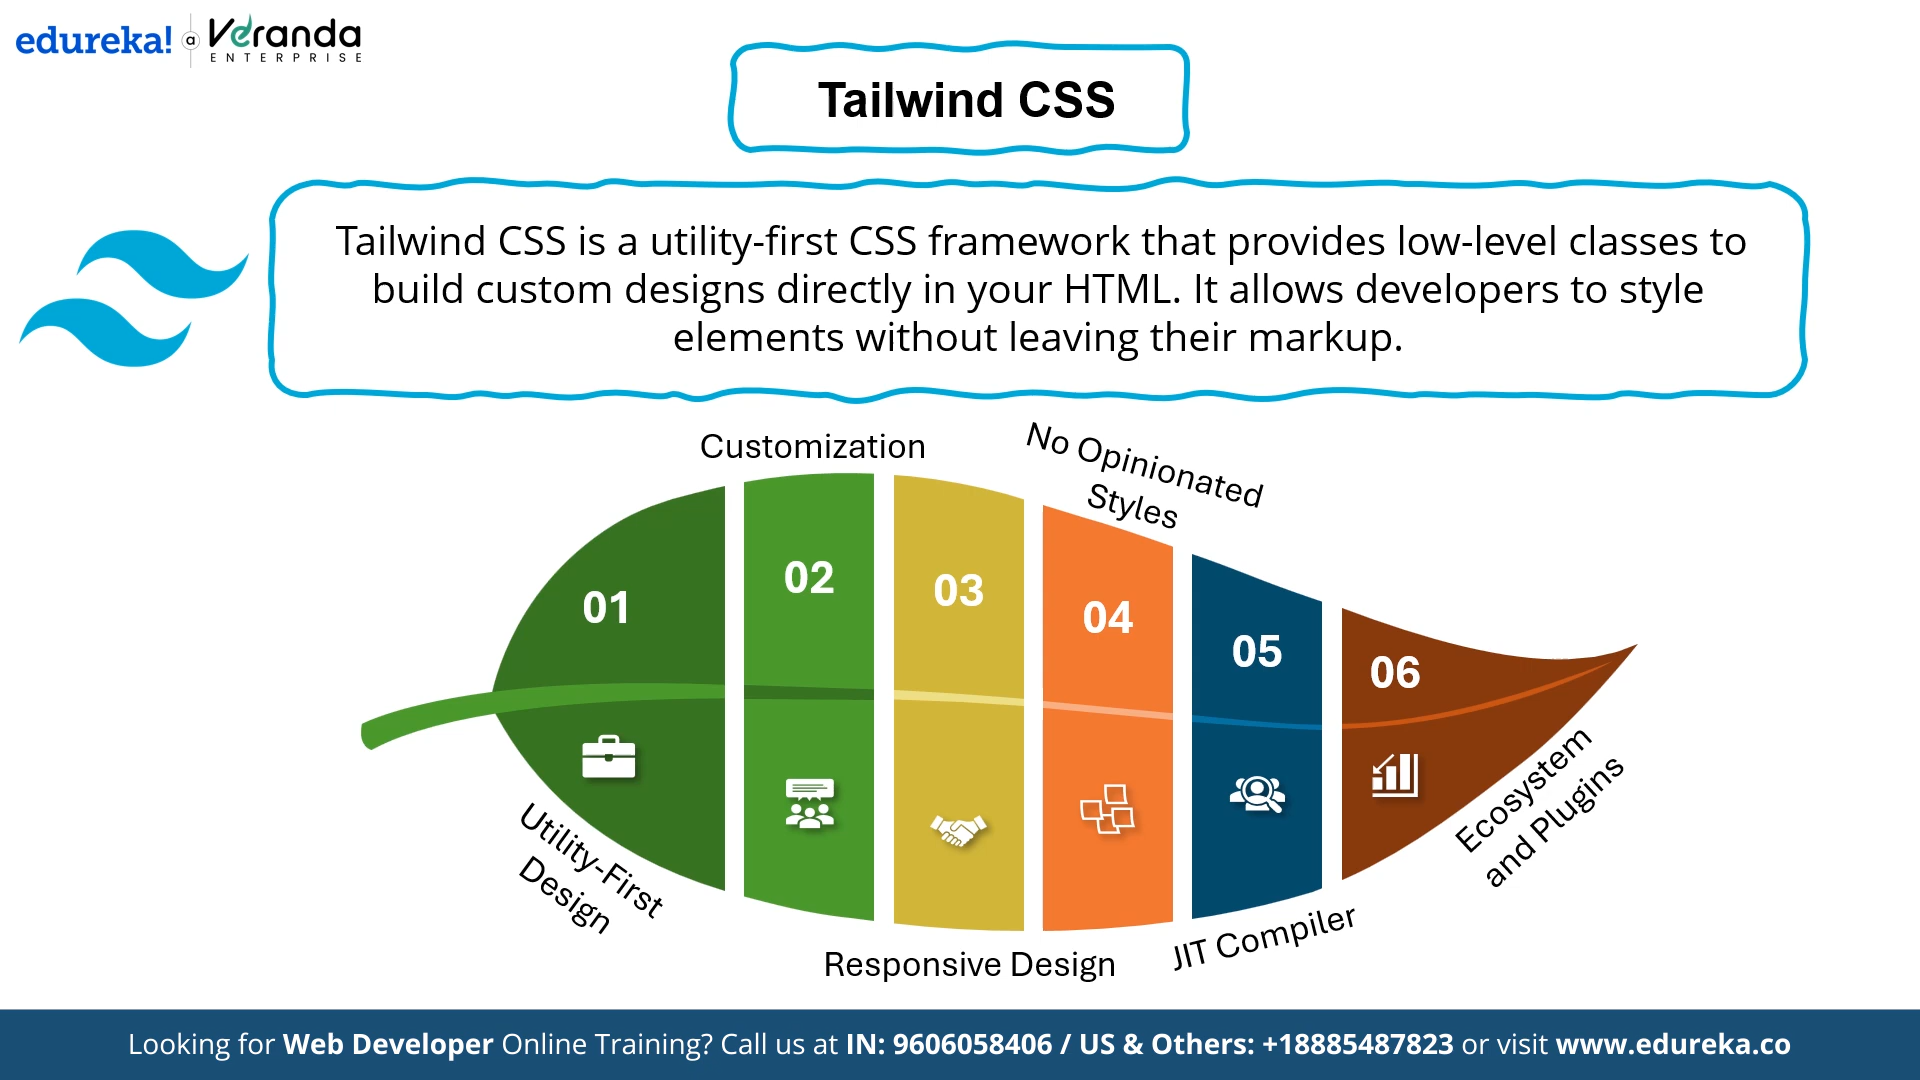 edureka! a Veranda
ENTERPRISE
Tailwind CSS
Tailwind CSS is a utility-first CSS framework that provides low-level classes to
build custom designs directly in your HTML. It allows developers to style
elements without leaving their markup.
Customization
No Opinionated
Styles
01
02
03
04
05
06
Utility-First
Design
Responsive Design
JIT Compiler
Ecosystem
and Plugins
Looking for Web Developer Online Training? Call us at IN: 9606058406 / US & Others: +18885487823 or visit www.edureka.co